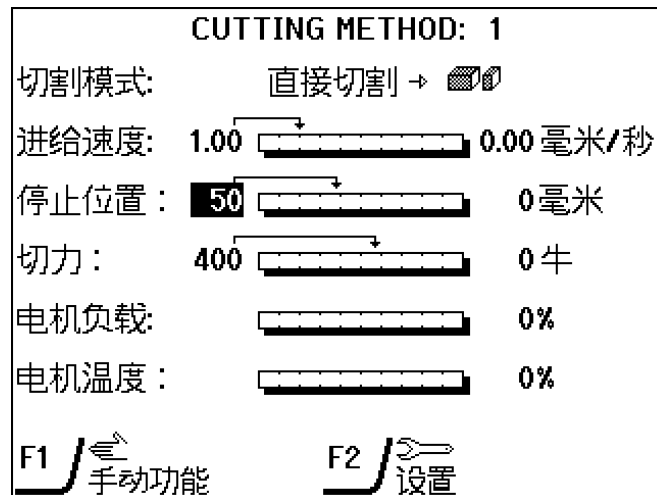 CUTTING METHOD: 1
切割模式: 直接切割
进给速度: 1.00 0.00 毫米/秒
停止位置: 50 0毫米
切力: 400 0牛
电机负载: 0%
电机温度: 0%
F1 手动功能 F2 设置